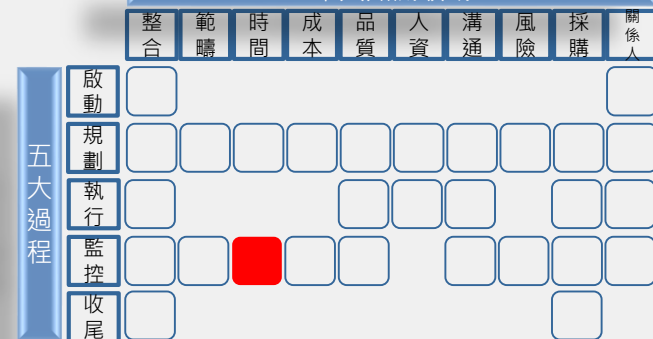 整合 範疇 時間 成本 品質 人資 溝通 風險 採購 關係人
五大過程
啟動
規劃
執行
監控
收尾